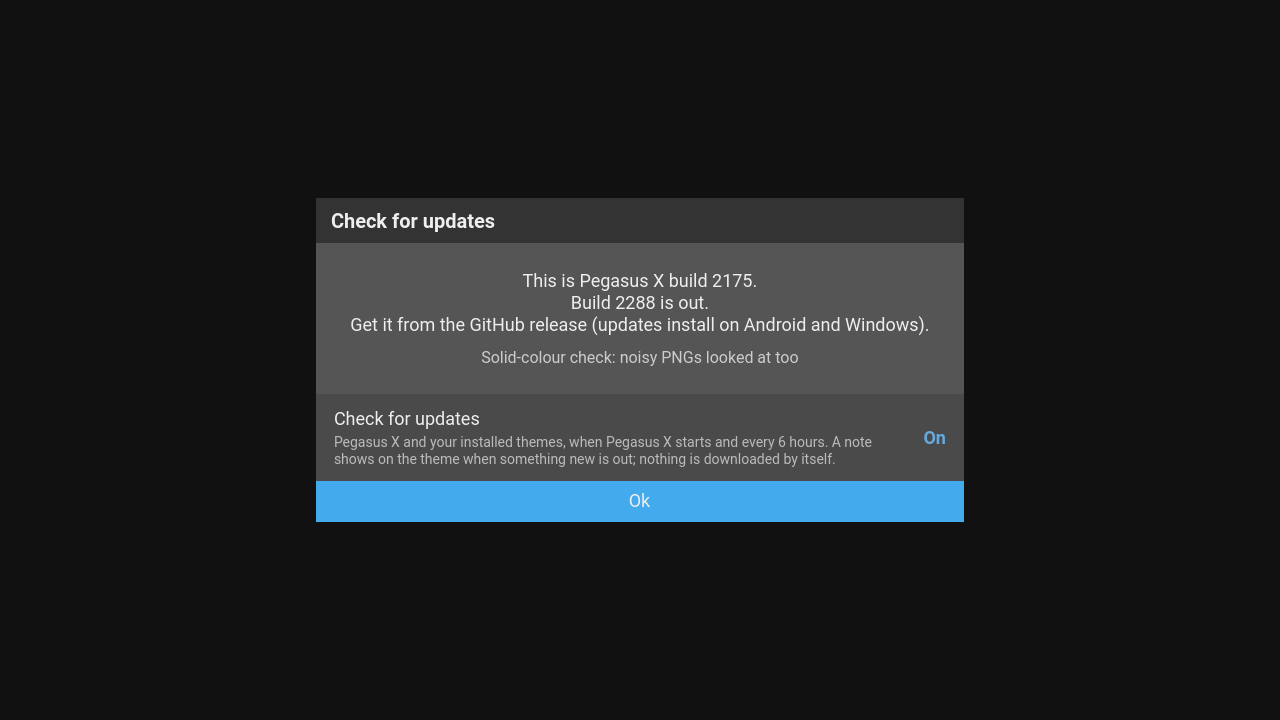 Check for updates
This is Pegasus X build 2175.
Build 2288 is out.
Get it from the GitHub release (updates install on Android and Windows).
Solid-colour check: noisy PNGs looked at too
Check for updates
Pegasus X and your installed themes, when Pegasus X starts and every 6 hours. A note
shows on the theme when something new is out; nothing is downloaded by itself.
On
Ok